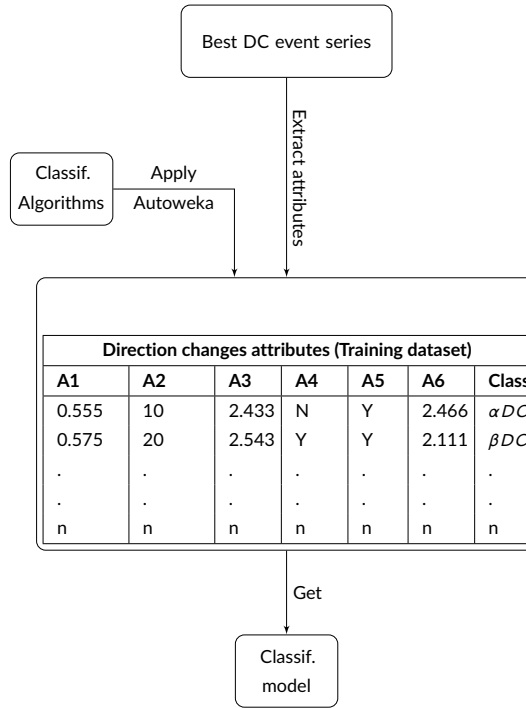 Best DC event series
Extract attributes
Classif.
Algorithms
Apply
Autoweka
Direction changes attributes (Training dataset)
A1 A2 A3 A4 A5 A6 Class
0.555 10 2.433 N Y 2.466 αDC
0.575 20 2.543 Y Y 2.111 βDC
. . . . . . .
. . . . . . .
n n n n n n n
Get
Classif.
model